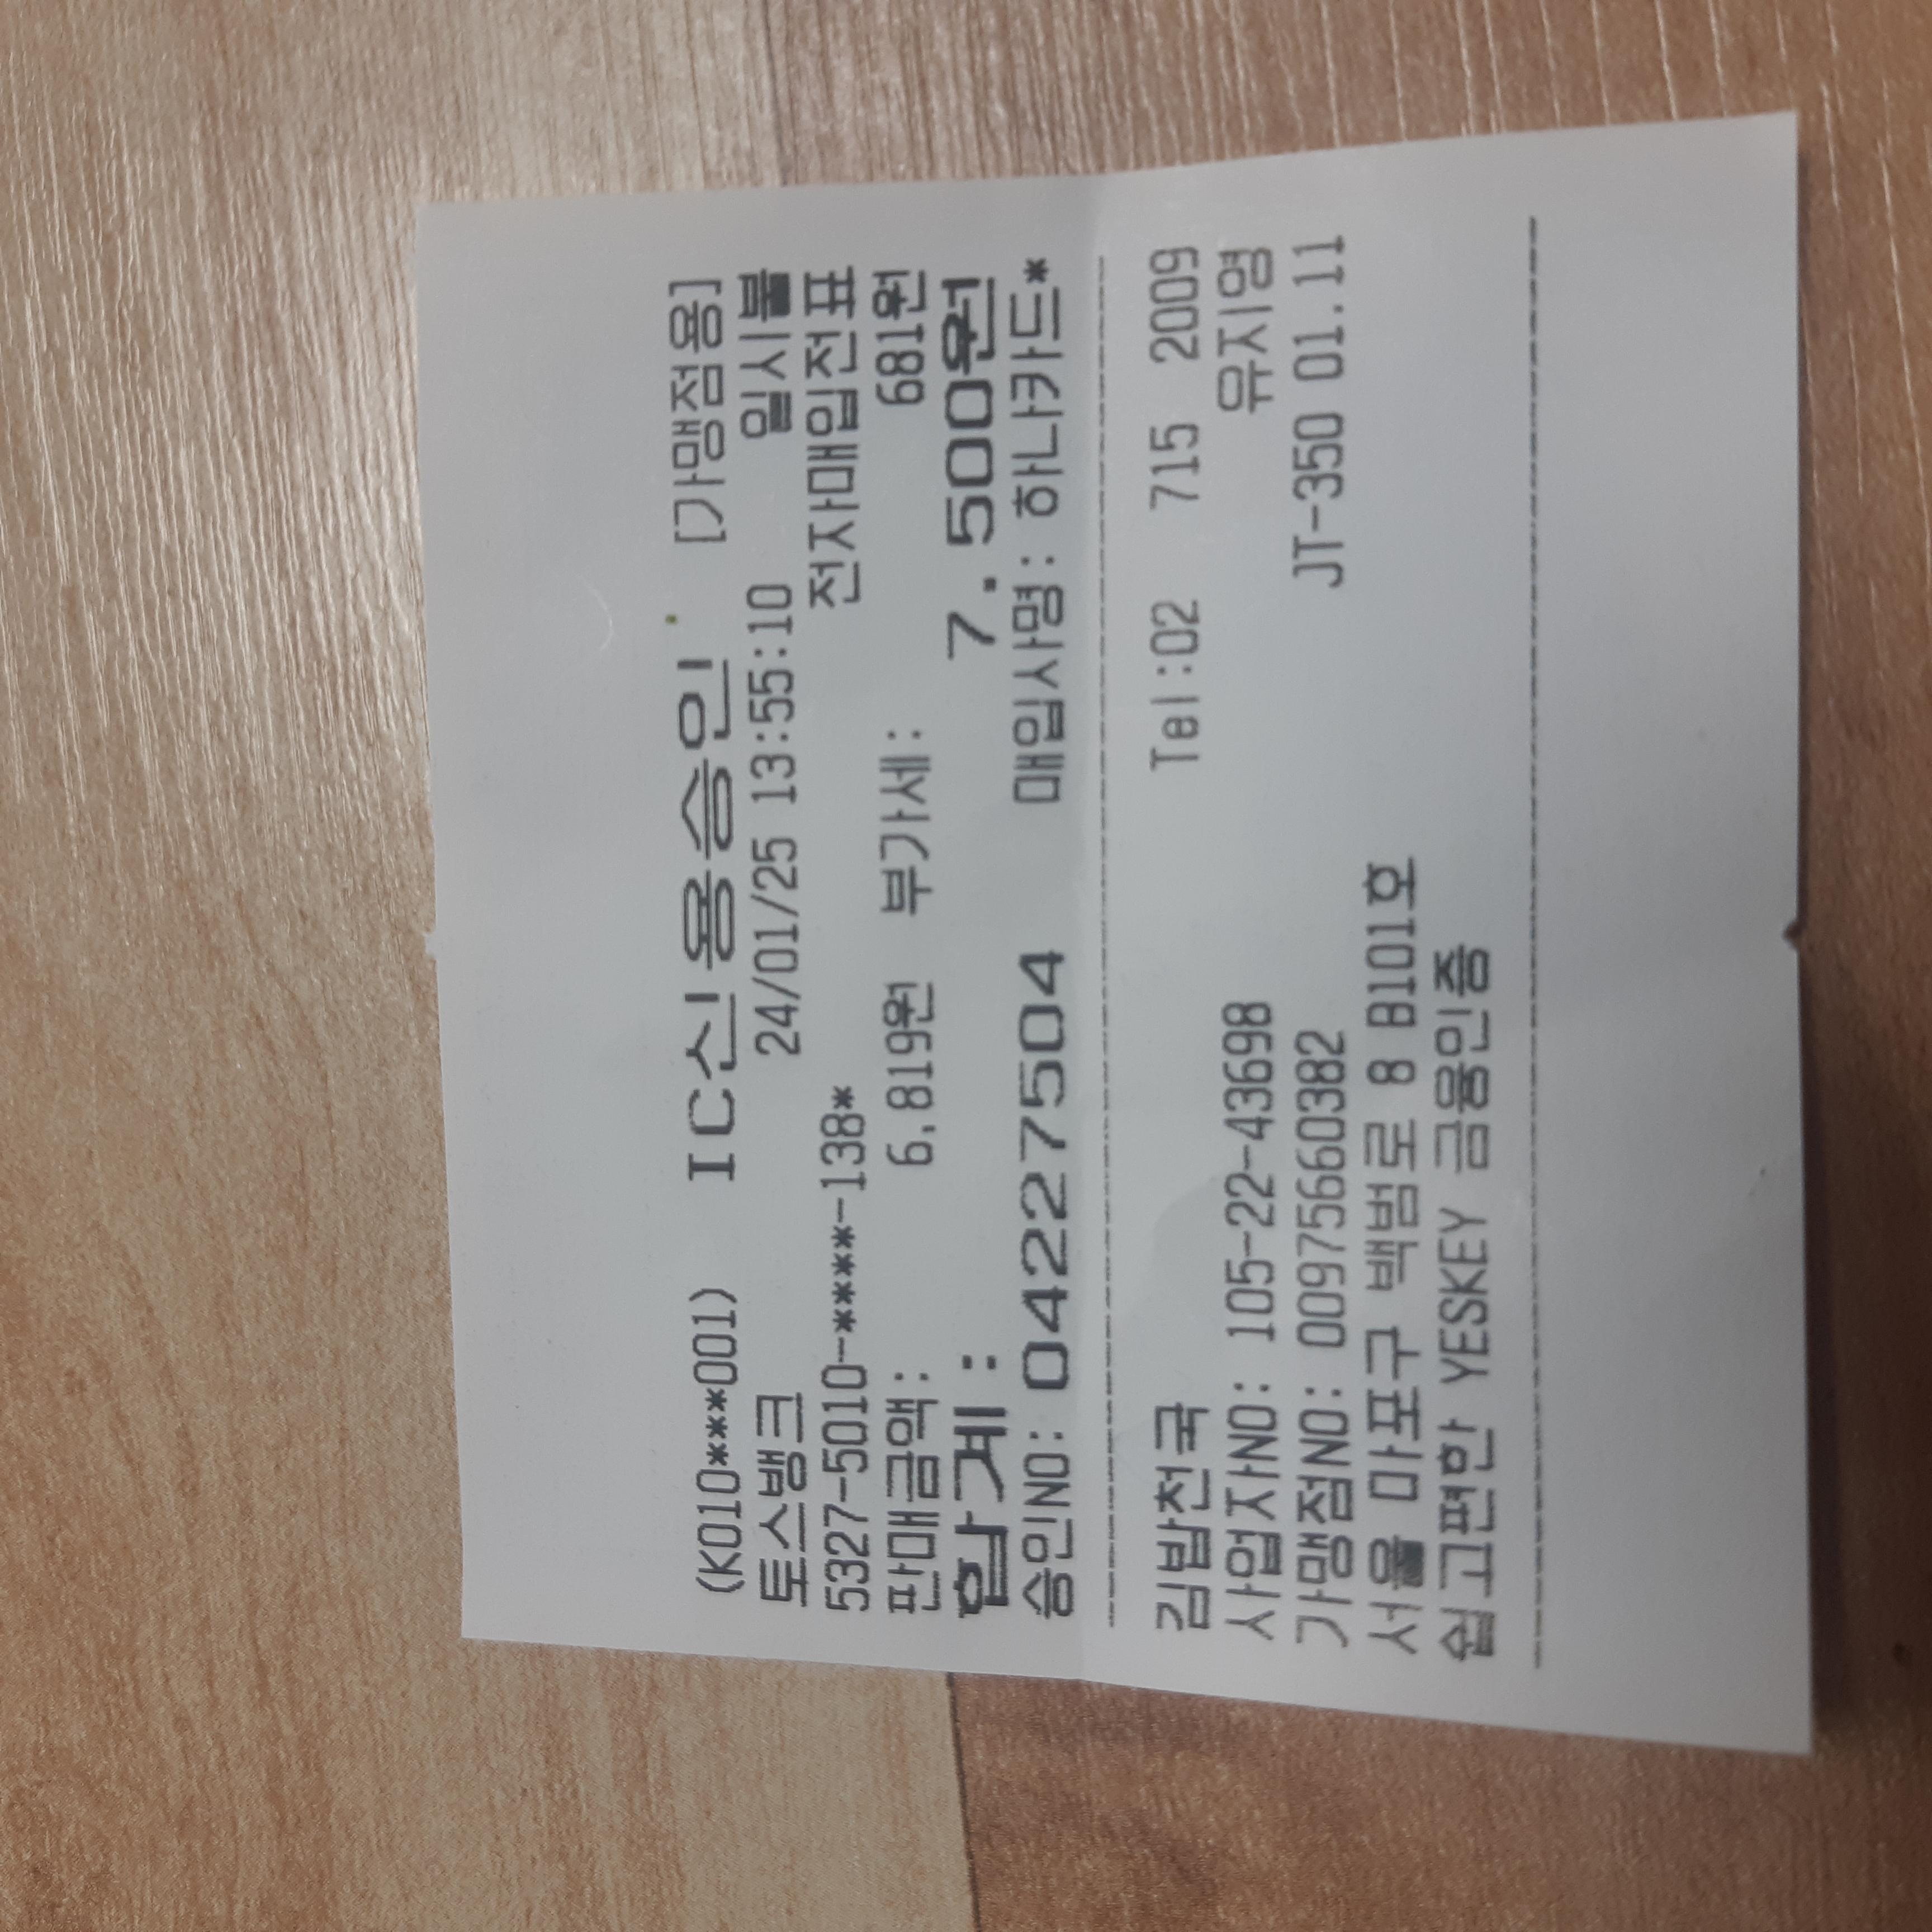 (K010***001) IC신용승인 [가맹점용]
토스뱅크 24/01/25 13:55:10 일시불
5327-5010-****-138* 전자매입전표
판매금액: 6,819원 부가세: 681원
합계: 7.500원
승인NO: 04227504 매입사명: 하나카드*
김밥천국 Tel:02 715 2009
사업자NO: 105-22-43698 유지영
가맹점NO: 00975660382 JT-350 01.11
서울 마포구 백범로 8 B101호
쉽고편한 YESKEY 금융인증